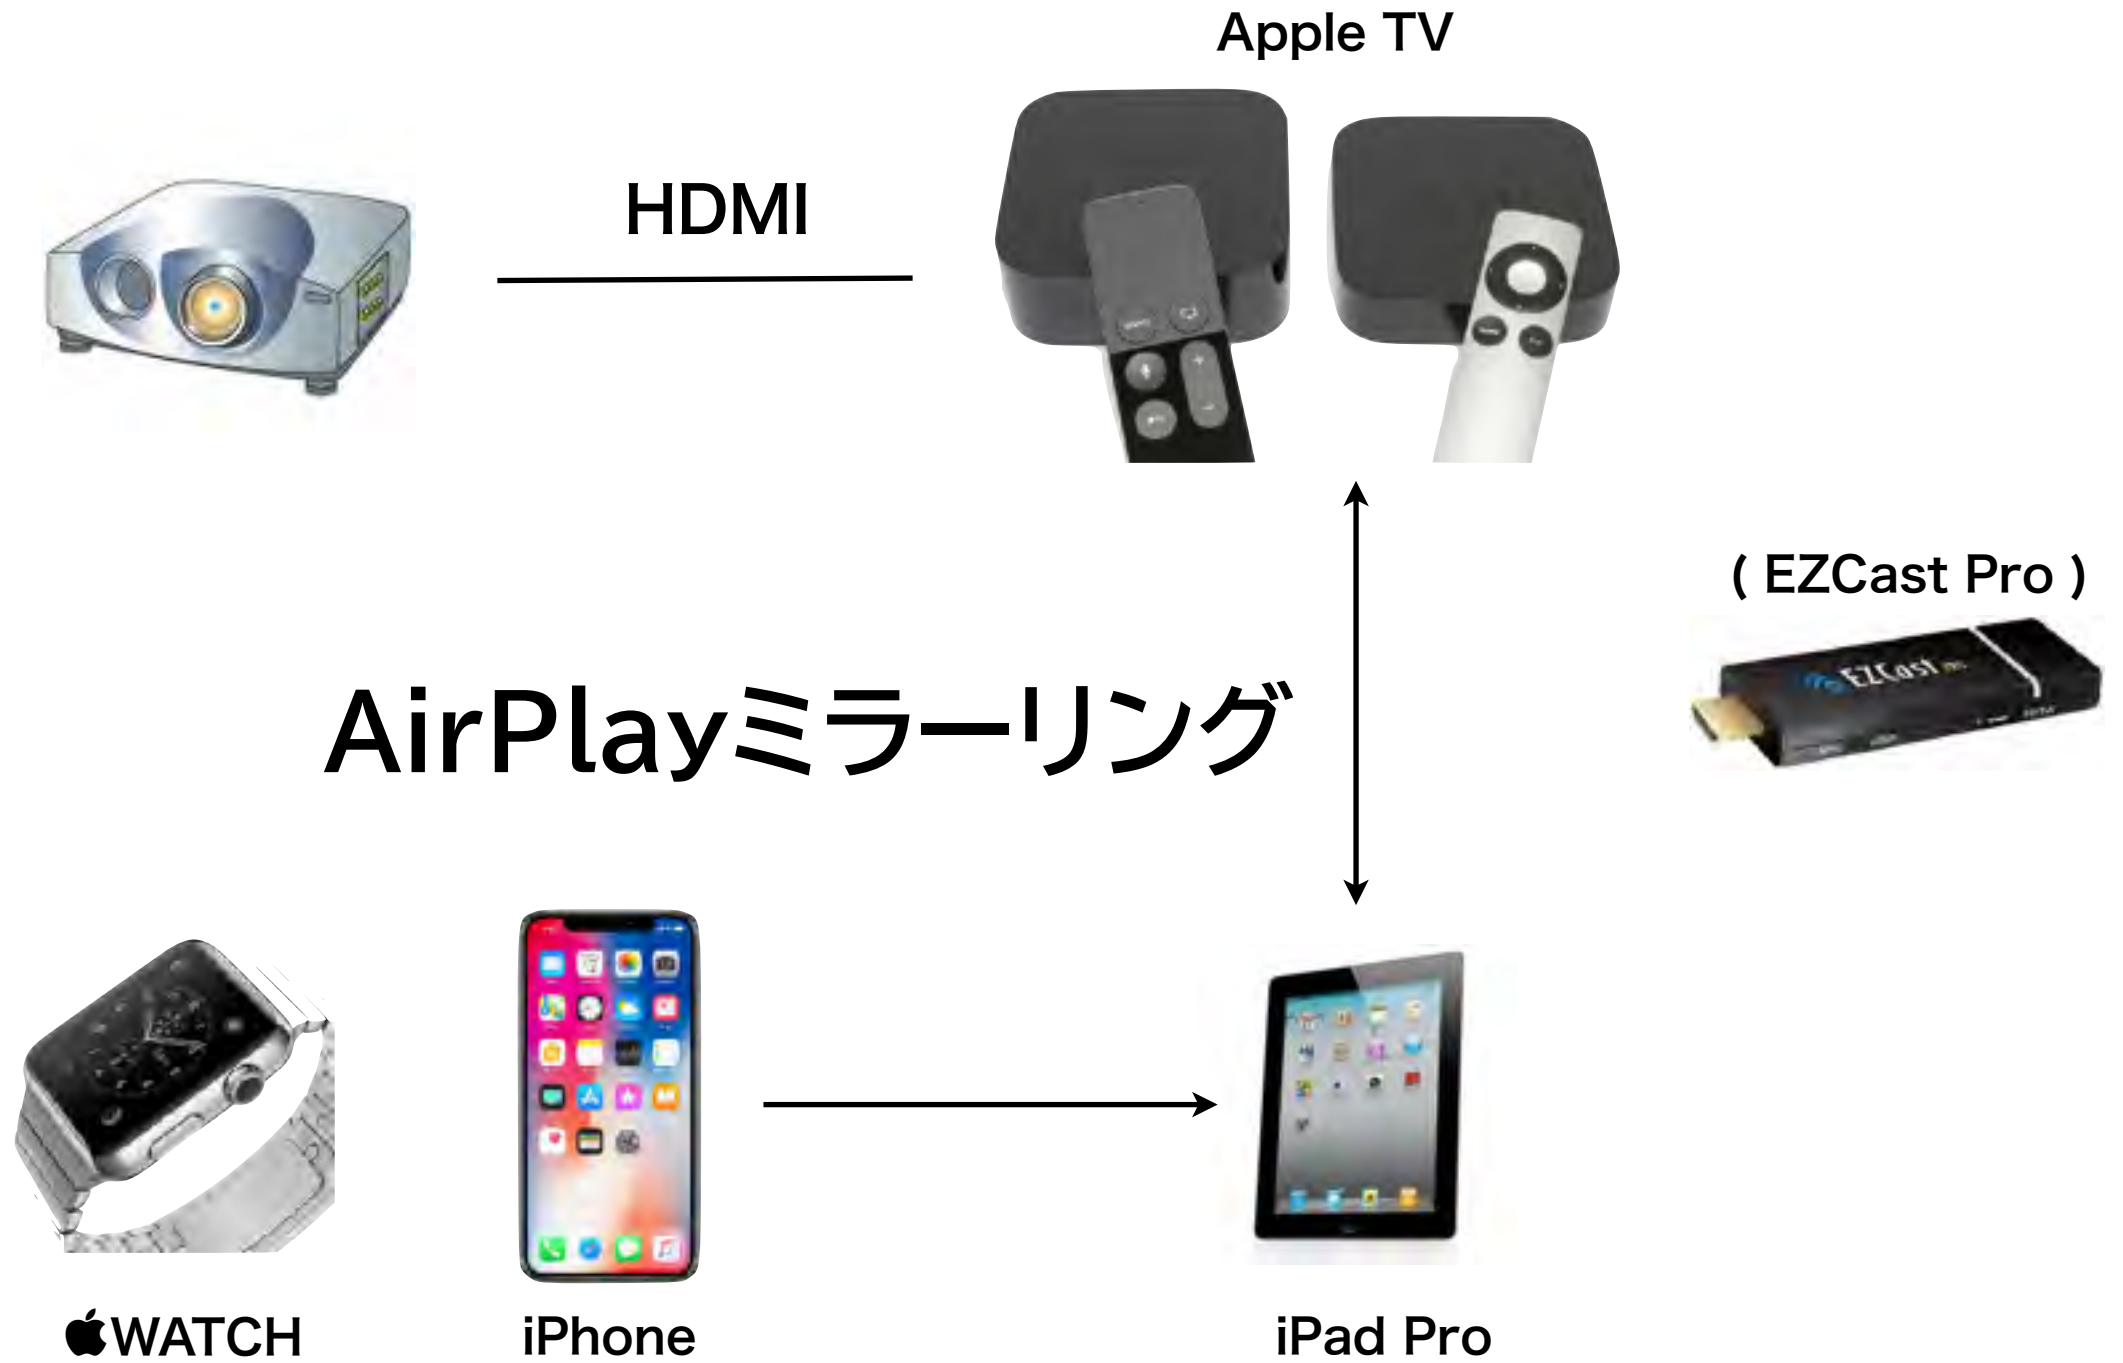 Apple TV
HDMI
( EZCast Pro )
EZCast
AirPlayミラーリング
WATCH
iPhone
iPad Pro